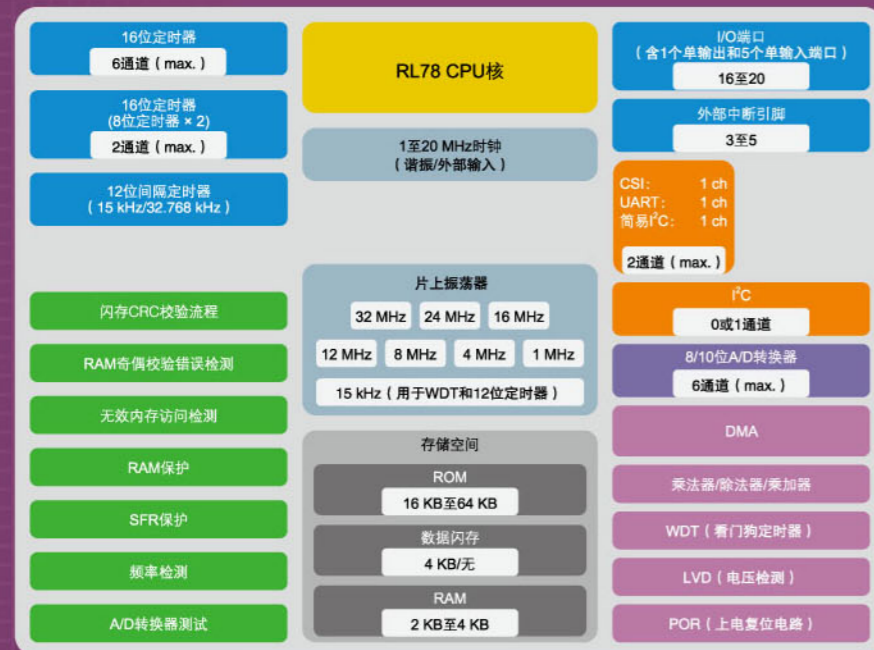 16位定时器
6通道（max.）
16位定时器
(8位定时器 × 2)
2通道（max.）
12位间隔定时器
（15 kHz/32.768 kHz）
闪存CRC校验流程
RAM奇偶校验错误检测
无效内存访问检测
RAM保护
SFR保护
频率检测
A/D转换器测试
RL78 CPU核
1至20 MHz时钟
（谐振/外部输入）
片上振荡器
32 MHz 24 MHz 16 MHz
12 MHz 8 MHz 4 MHz 1 MHz
15 kHz（用于WDT和12位定时器）
存储空间
ROM
16 KB至64 KB
数据闪存
4 KB/无
RAM
2 KB至4 KB
I/O端口
（含1个单输出和5个单输入端口）
16至20
外部中断引脚
3至5
CSI： 1 ch
UART： 1 ch
简易I²C： 1 ch
2通道（max.）
I²C
0或1通道
8/10位A/D转换器
6通道（max.）
DMA
乘法器/除法器/乘加器
WDT（看门狗定时器）
LVD（电压检测）
POR（上电复位电路）